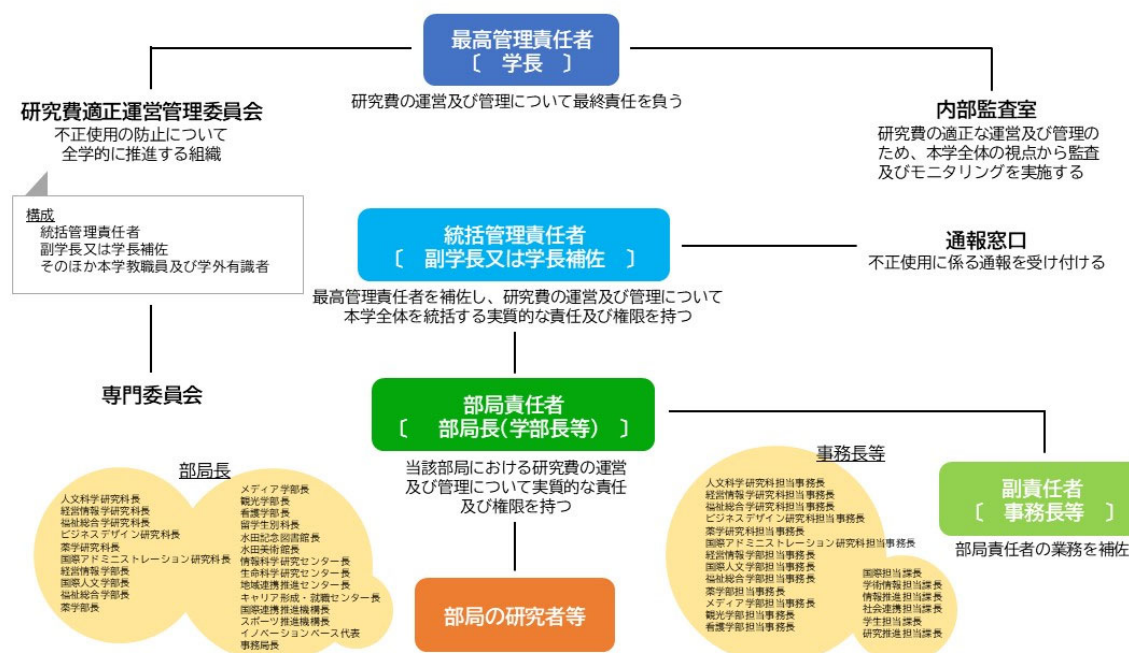 最高管理責任者
〔 学長 〕
研究費の運営及び管理について最終責任を負う
研究費適正運営管理委員会
不正使用の防止について
全学的に推進する組織
内部監査室
研究費の適正な運営及び管理の
ため、本学全体の視点から監査
及びモニタリングを実施する
構成
統括管理責任者
副学長又は学長補佐
そのほか本学教職員及び学外有識者
統括管理責任者
〔 副学長又は学長補佐 〕
最高管理責任者を補佐し、研究費の運営及び管理について
本学全体を統括する実質的な責任及び権限を持つ
通報窓口
不正使用に係る通報を受け付ける
専門委員会
部局責任者
〔 部局長(学部長等) 〕
当該部局における研究費の運営
及び管理について実質的な責任
及び権限を持つ
部局長
人文科学研究科長
経営情報学研究科長
福祉総合学研究科長
ビジネスデザイン研究科長
薬学研究科長
国際アドミニストレーション研究科長
経営情報学部長
国際人文学部長
福祉総合学部長
薬学部長
メディア学部長
観光学部長
看護学部長
留学生別科長
水田記念図書館長
水田美術館長
情報科学研究センター長
生命科学研究センター長
地域連携推進センター長
キャリア形成・就職センター長
国際連携推進機構長
スポーツ推進機構長
イノベーションベース代表
事務局長
部局の研究者等
事務長等
人文科学研究科担当事務長
経営情報学研究科担当事務長
福祉総合学研究科担当事務長
ビジネスデザイン研究担当事務長
薬学研究科担当事務長
国際アドミニストレーション研究科担当事務長
経営情報学部担当事務長
国際人文学部担当事務長
福祉総合学部担当事務長
薬学部担当事務長
メディア学部担当事務長
観光学部担当事務長
看護学部担当事務長
国際担当課長
学術情報担当課長
情報推進担当課長
社会連携担当課長
学生担当課長
研究推進担当課長
副責任者
〔 事務長等 〕
部局責任者の業務を補佐